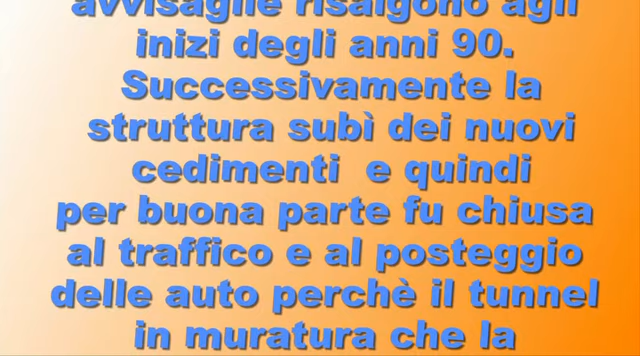 avvisaglie risalgono agli
inizi degli anni 90.
Successivamente la
struttura subì dei nuovi
cedimenti e quindi
per buona parte fu chiusa
al traffico e al posteggio
delle auto perchè il tunnel
in muratura che la